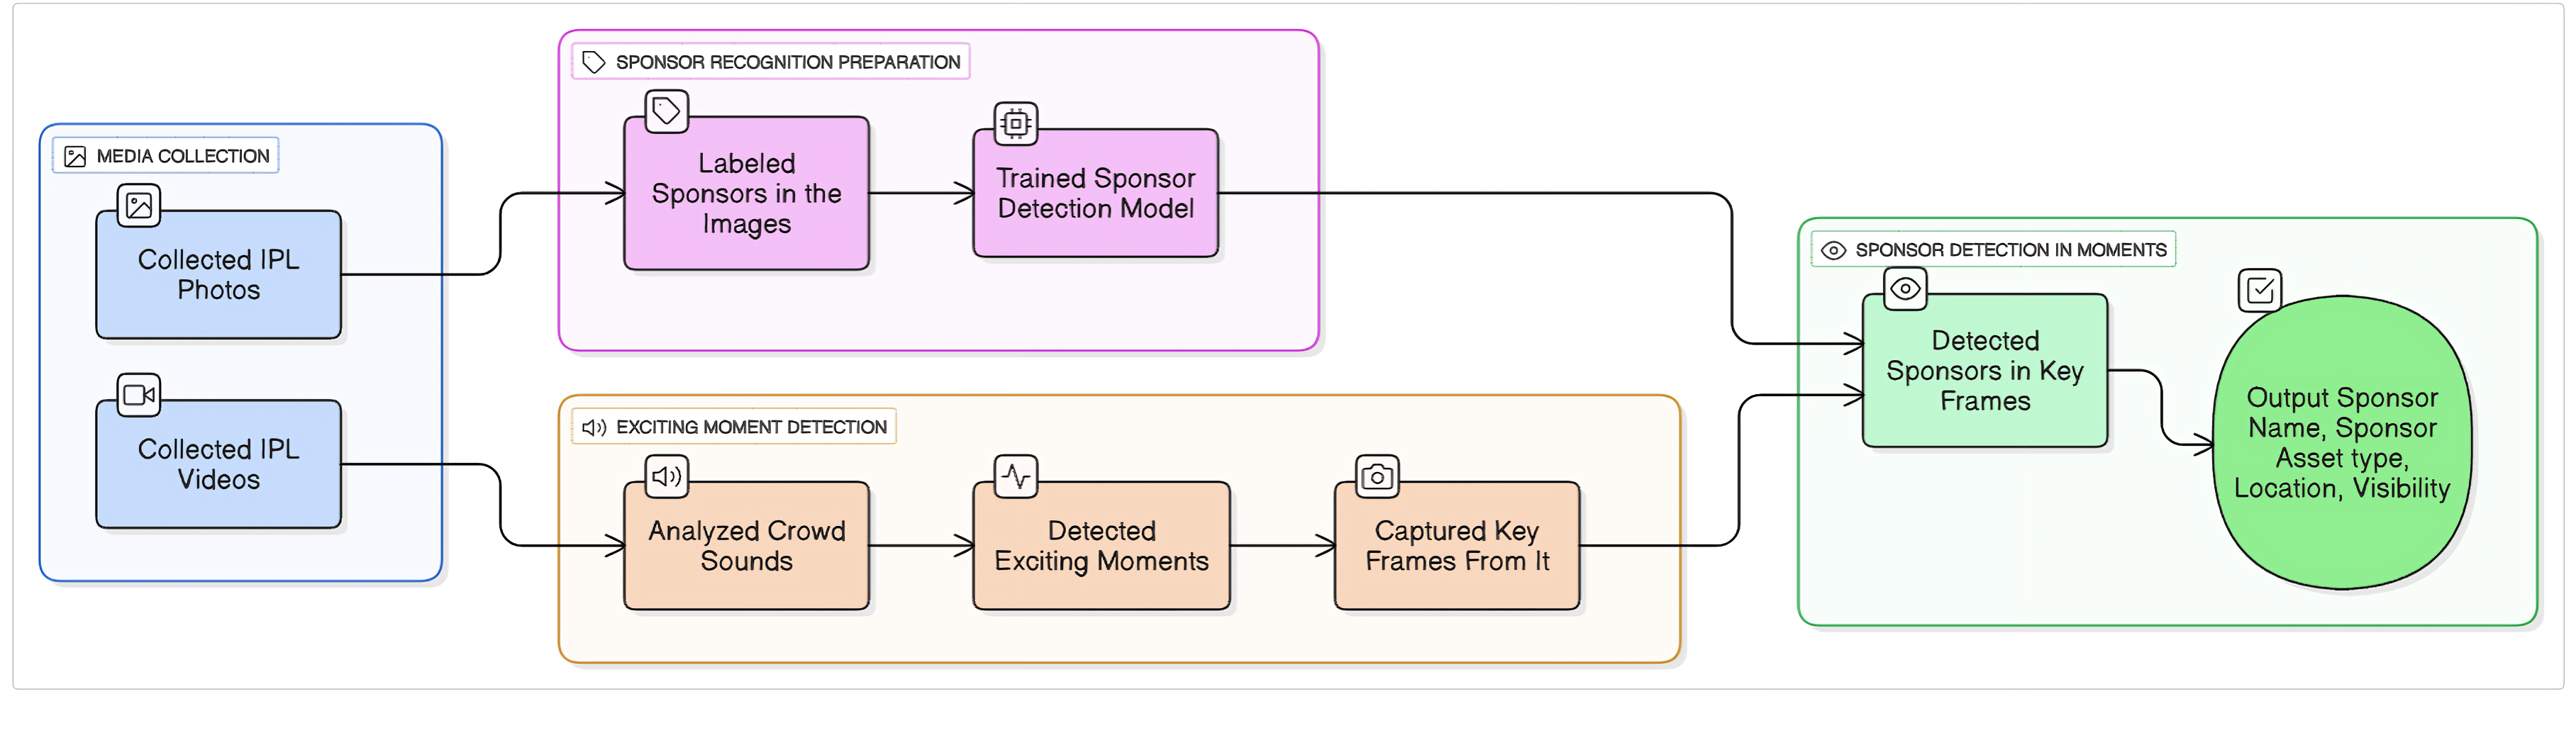 MEDIA COLLECTION
Collected IPL
Photos
Collected IPL
Videos
SPONSOR RECOGNITION PREPARATION
Labeled
Sponsors in the
Images
Trained Sponsor
Detection Model
EXCITING MOMENT DETECTION
Analyzed Crowd
Sounds
Detected
Exciting Moments
Captured Key
Frames From It
SPONSOR DETECTION IN MOMENTS
Detected
Sponsors in Key
Frames
Output Sponsor
Name, Sponsor
Asset type,
Location, Visibility